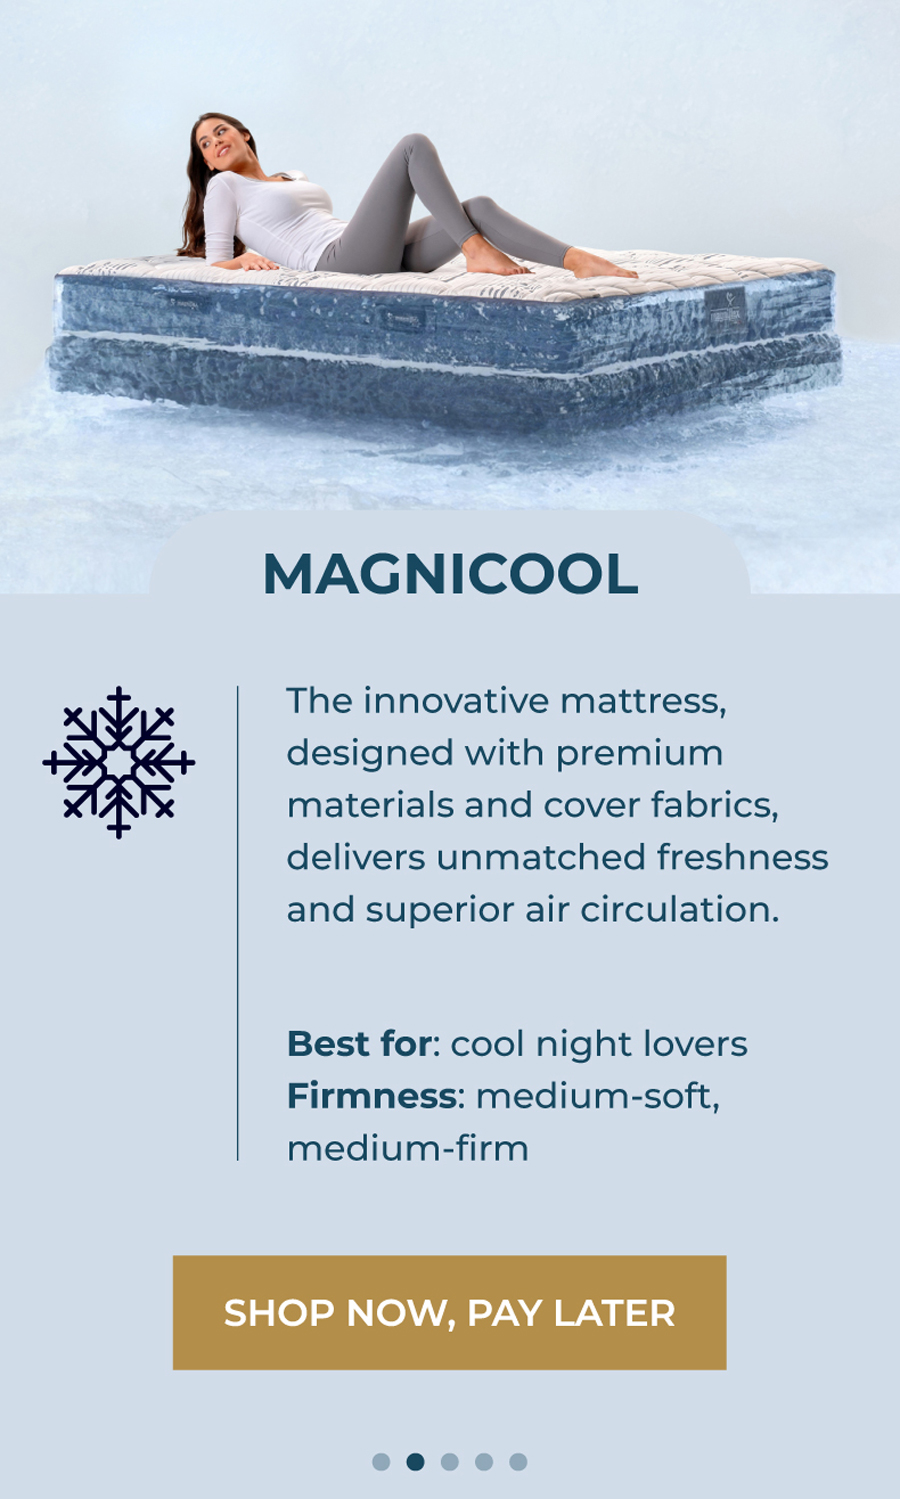 MAGNICOOL
The innovative mattress,
designed with premium
materials and cover fabrics,
delivers unmatched freshness
and superior air circulation.
Best for: cool night lovers
Firmness: medium-soft,
medium-firm
SHOP NOW, PAY LATER